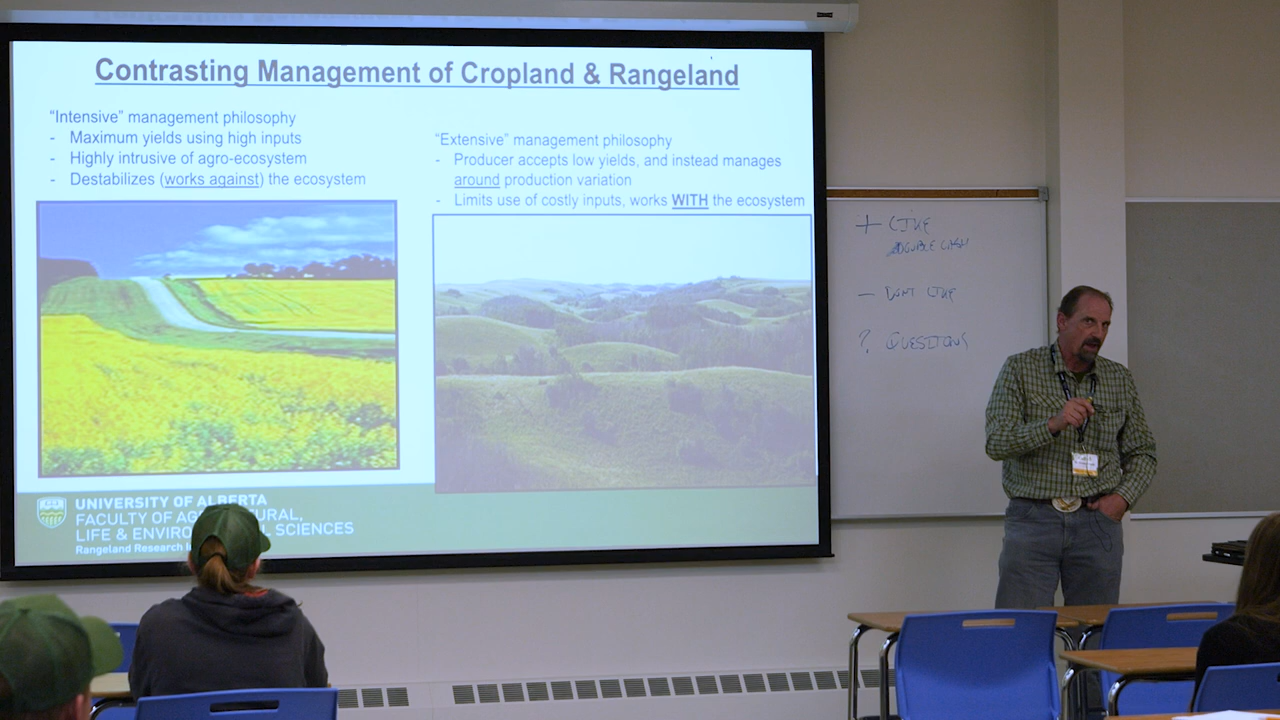 Contrasting Management of Cropland & Rangeland
“Intensive” management philosophy
- Maximum yields using high inputs
- Highly intrusive of agro-ecosystem
- Destabilizes (works against) the ecosystem
“Extensive” management philosophy
- Producer accepts low yields, and instead manages
around production variation
- Limits use of costly inputs, works WITH the ecosystem
UNIVERSITY OF ALBERTA
FACULTY OF AG RAL,
LIFE & ENVIRO L SCIENCES
Rangeland Research
+ LIKE
DOUBLE CASH
- DON'T LIKE
? QUESTIONS